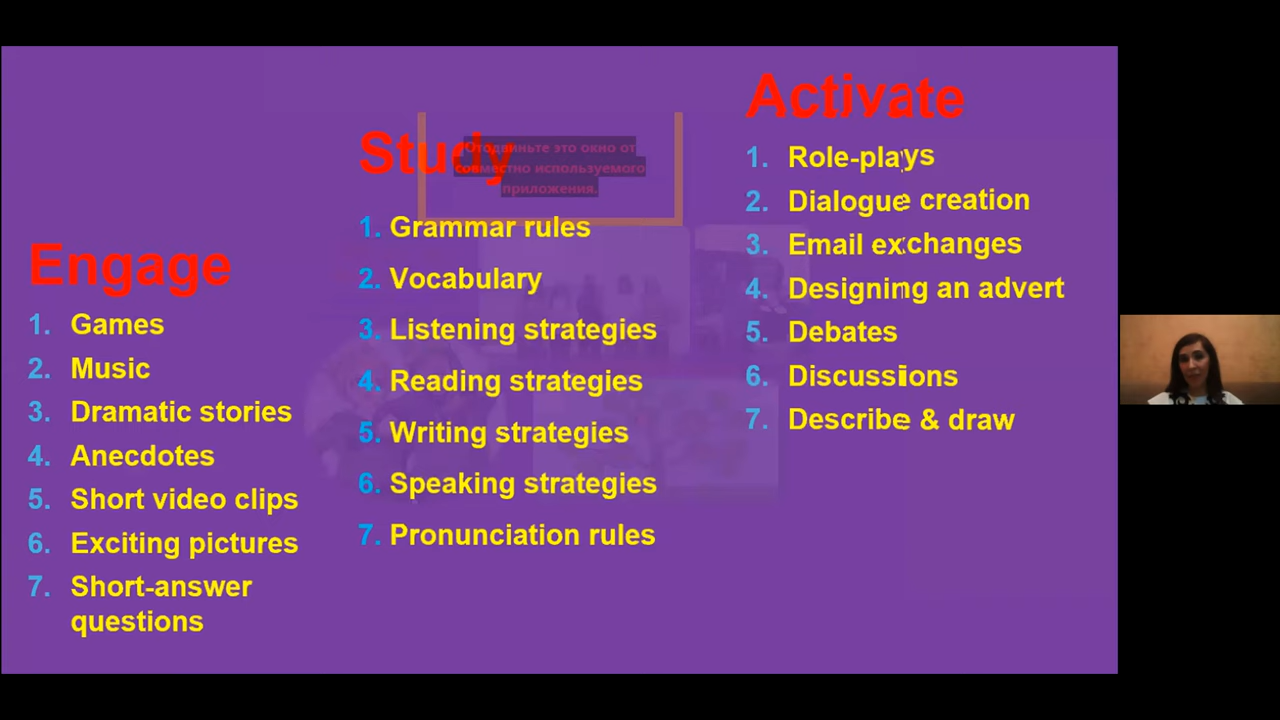 Engage
1. Games
2. Music
3. Dramatic stories
4. Anecdotes
5. Short video clips
6. Exciting pictures
7. Short-answer
questions
Study
Отодвиньте это окно от
совместно используемого
приложения.
1. Grammar rules
2. Vocabulary
3. Listening strategies
4. Reading strategies
5. Writing strategies
6. Speaking strategies
7. Pronunciation rules
Activate
1. Role-plays
2. Dialogue creation
3. Email exchanges
4. Designing an advert
5. Debates
6. Discussions
7. Describe & draw